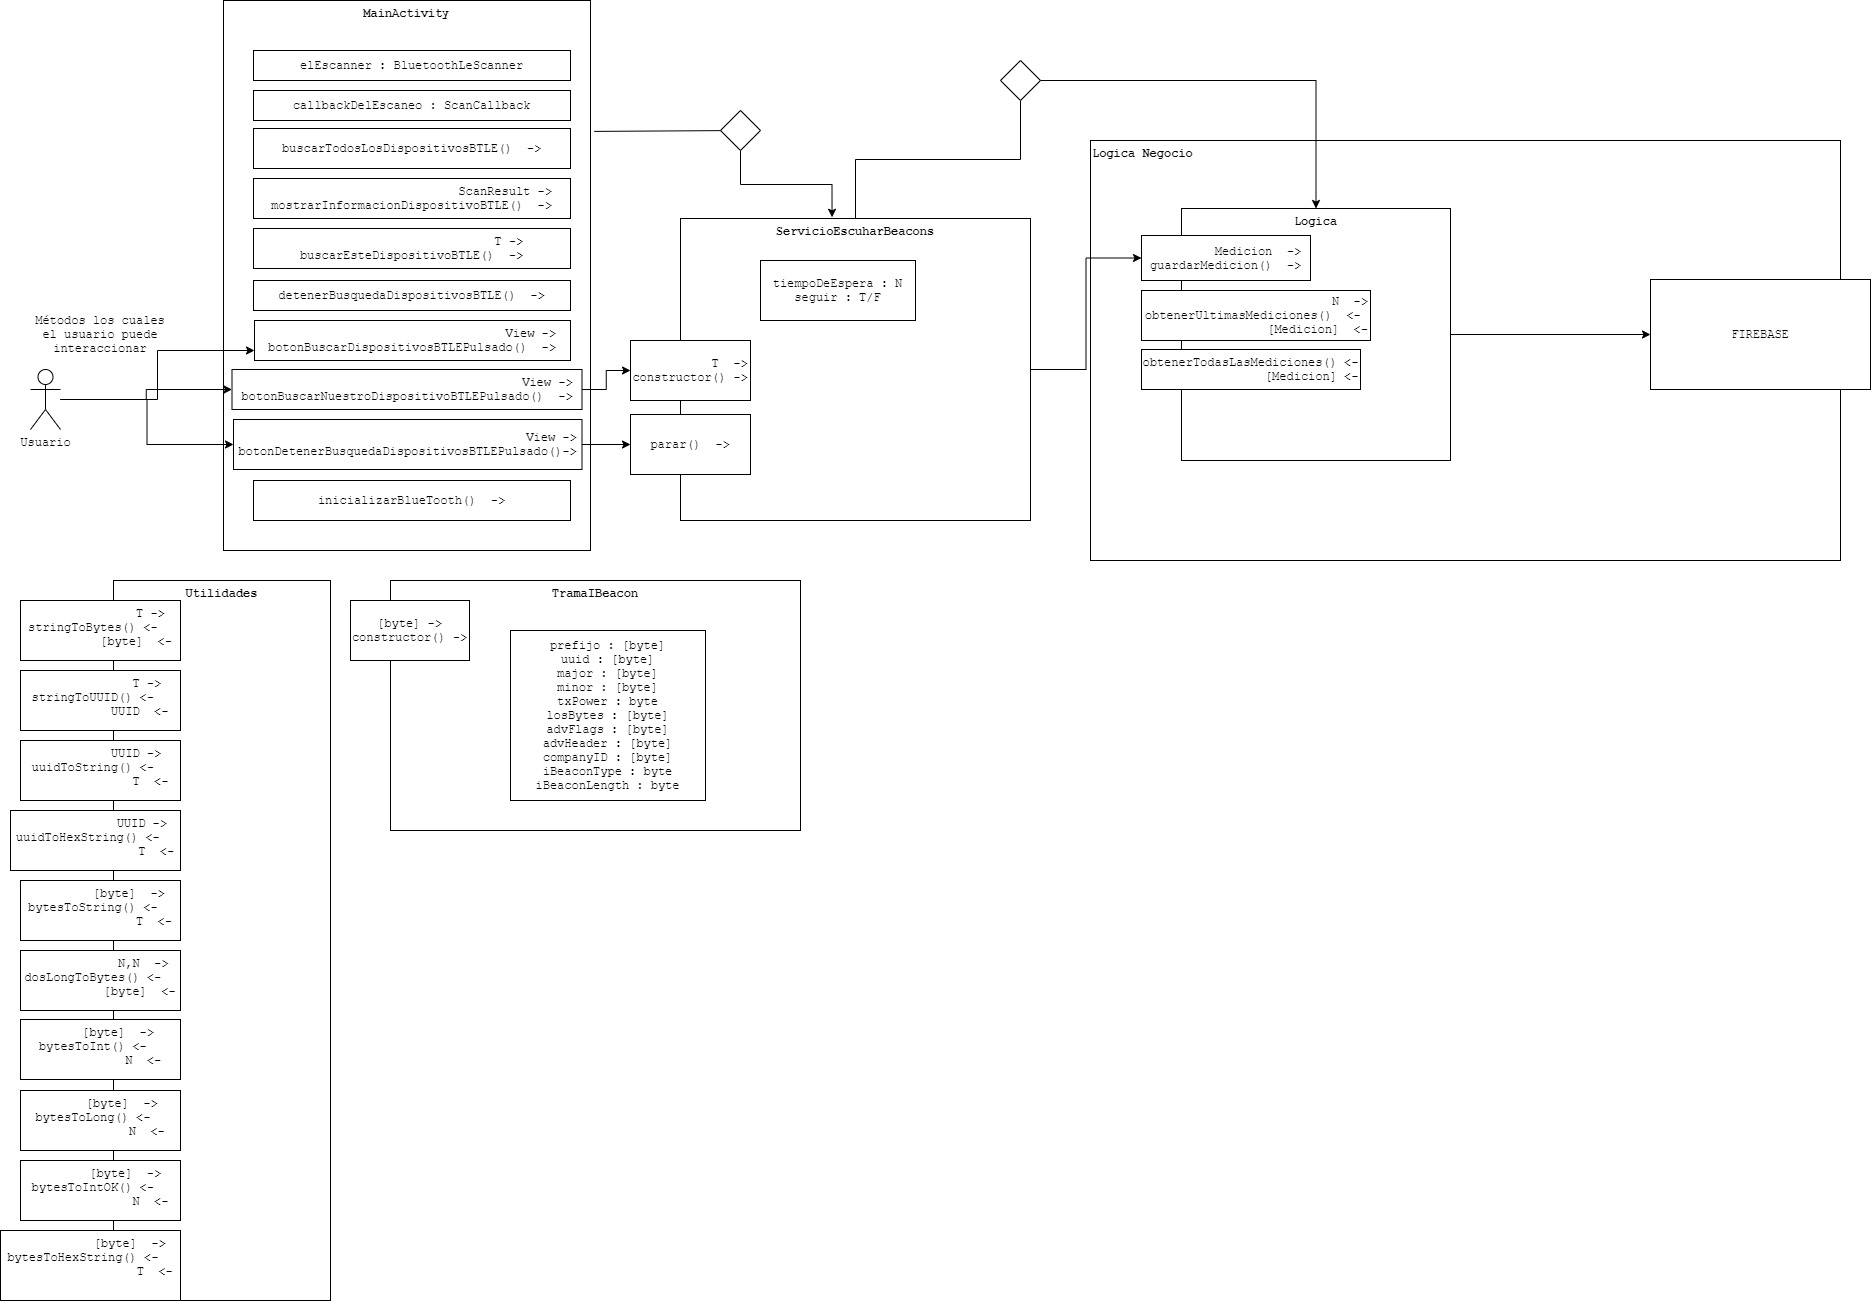 MainActivity
elEscanner : BluetoothLeScanner
callbackDelEscaneo : ScanCallback
buscarTodosLosDispositivosBTLE()  ->
ScanResult ->
mostrarInformacionDispositivoBTLE()  ->
T ->
buscarEsteDispositivoBTLE()  ->
detenerBusquedaDispositivosBTLE()  ->
View ->
botonBuscarDispositivosBTLEPulsado()  ->
View ->
botonBuscarNuestroDispositivoBTLEPulsado()  ->
View ->
botonDetenerBusquedaDispositivosBTLEPulsado()->
inicializarBlueTooth()  ->
Métodos los cuales
el usuario puede
interaccionar
Usuario
ServicioEscuharBeacons
tiempoDeEspera : N
seguir : T/F
T  ->
constructor() ->
parar()  ->
Logica Negocio
Logica
Medicion  ->
guardarMedicion()  ->
N  ->
obtenerUltimasMediciones()  <-
[Medicion]  <-
obtenerTodasLasMediciones() <-
[Medicion] <-
FIREBASE
Utilidades
T ->
stringToBytes() <-
[byte]  <-
T ->
stringToUUID() <-
UUID  <-
UUID ->
uuidToString() <-
T  <-
UUID ->
uuidToHexString() <-
T  <-
[byte]  ->
bytesToString() <-
T  <-
N,N  ->
dosLongToBytes() <-
[byte]  <-
[byte]  ->
bytesToInt() <-
N  <-
[byte]  ->
bytesToLong() <-
N  <-
[byte]  ->
bytesToIntOK() <-
N  <-
[byte]  ->
bytesToHexString() <-
T  <-
TramaIBeacon
[byte] ->
constructor() ->
prefijo : [byte]
uuid : [byte]
major : [byte]
minor : [byte]
txPower : byte
losBytes : [byte]
advFlags : [byte]
advHeader : [byte]
companyID : [byte]
iBeaconType : byte
iBeaconLength : byte